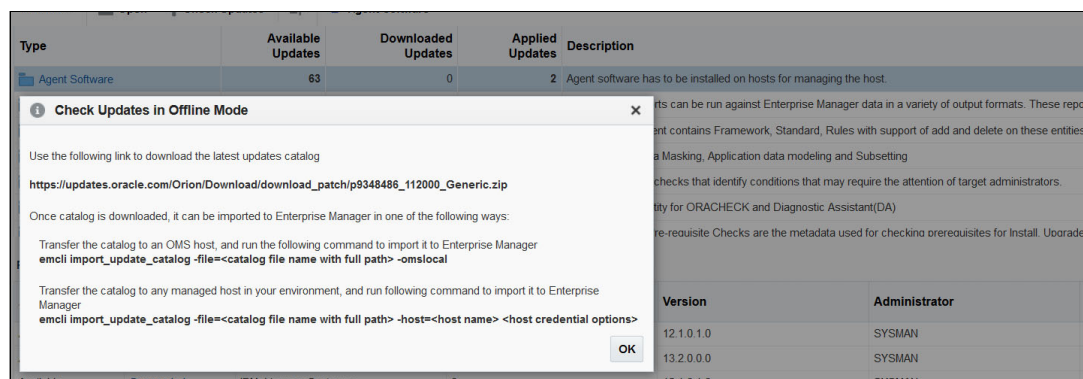 Type Available Updates Downloaded Updates Applied Updates Description
Agent Software 63 0 2 Agent software has to be installed on hosts for managing the host.
Check Updates in Offline Mode
rts can be run against Enterprise Manager data in a variety of output formats. These repo
ent contains Framework, Standard, Rules with support of add and delete on these entities
Use the following link to download the latest updates catalog
a Masking, Application data modeling and Subsetting
https://updates.oracle.com/Orion/Download/download_patch/p9348486_112000_Generic.zip
checks that identify conditions that may require the attention of target administrators.
Once catalog is downloaded, it can be imported to Enterprise Manager in one of the following ways:
tity for ORACHECK and Diagnostic Assistant(DA)
Transfer the catalog to an OMS host, and run the following command to import it to Enterprise Manager
re-requisite Checks are the metadata used for checking prerequisites for Install, Upgrade
emcli import_update_catalog -file=<catalog file name with full path> -omslocal
Transfer the catalog to any managed host in your environment, and run following command to import it to Enterprise
Manager
emcli import_update_catalog -file=<catalog file name with full path> -host=<host name> <host credential options>
OK
Version Administrator
12.1.0.1.0 SYSMAN
13.2.0.0.0 SYSMAN